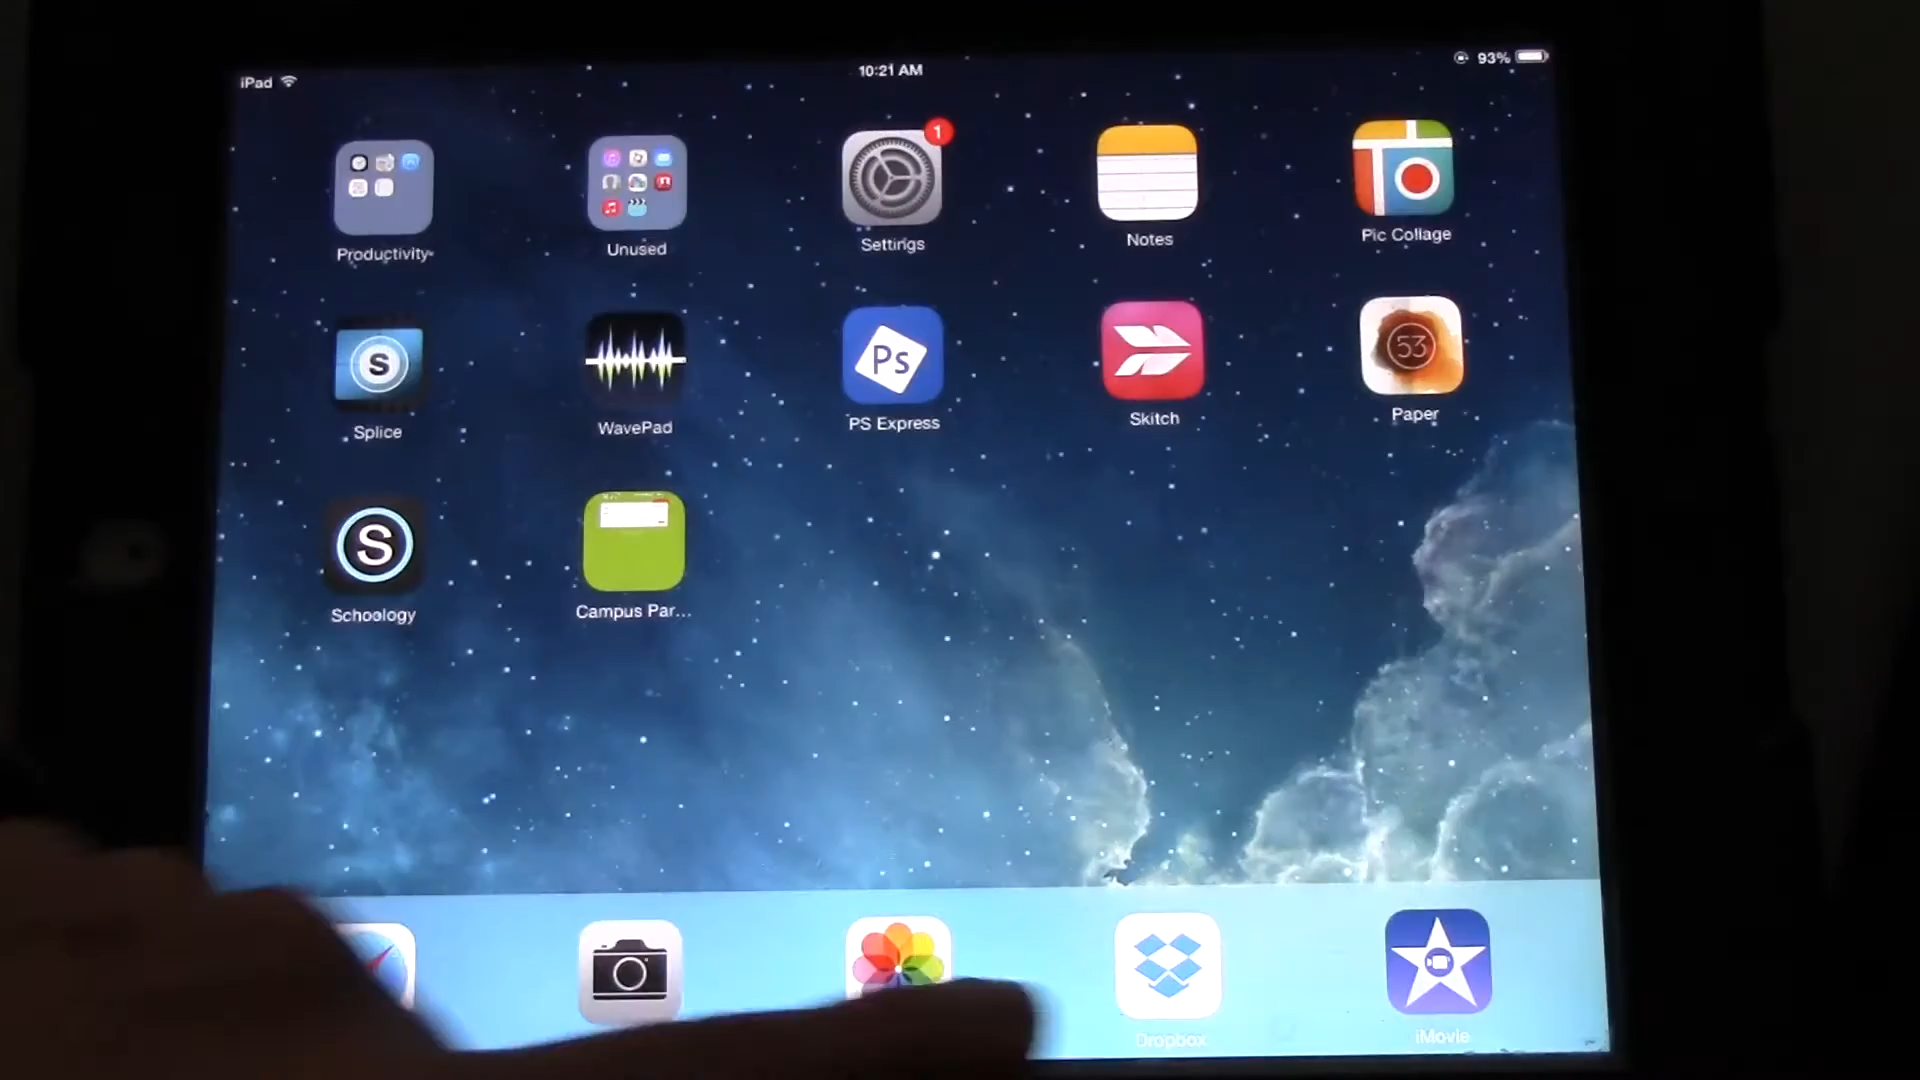 iPad
10:21 AM
93%
1
Productivity
Unused
Settings
Notes
Pic Collage
S
Ps
53
Splice
WavePad
PS Express
Skitch
Paper
S
Schoology
Campus Par...
Dropbox
iMovie